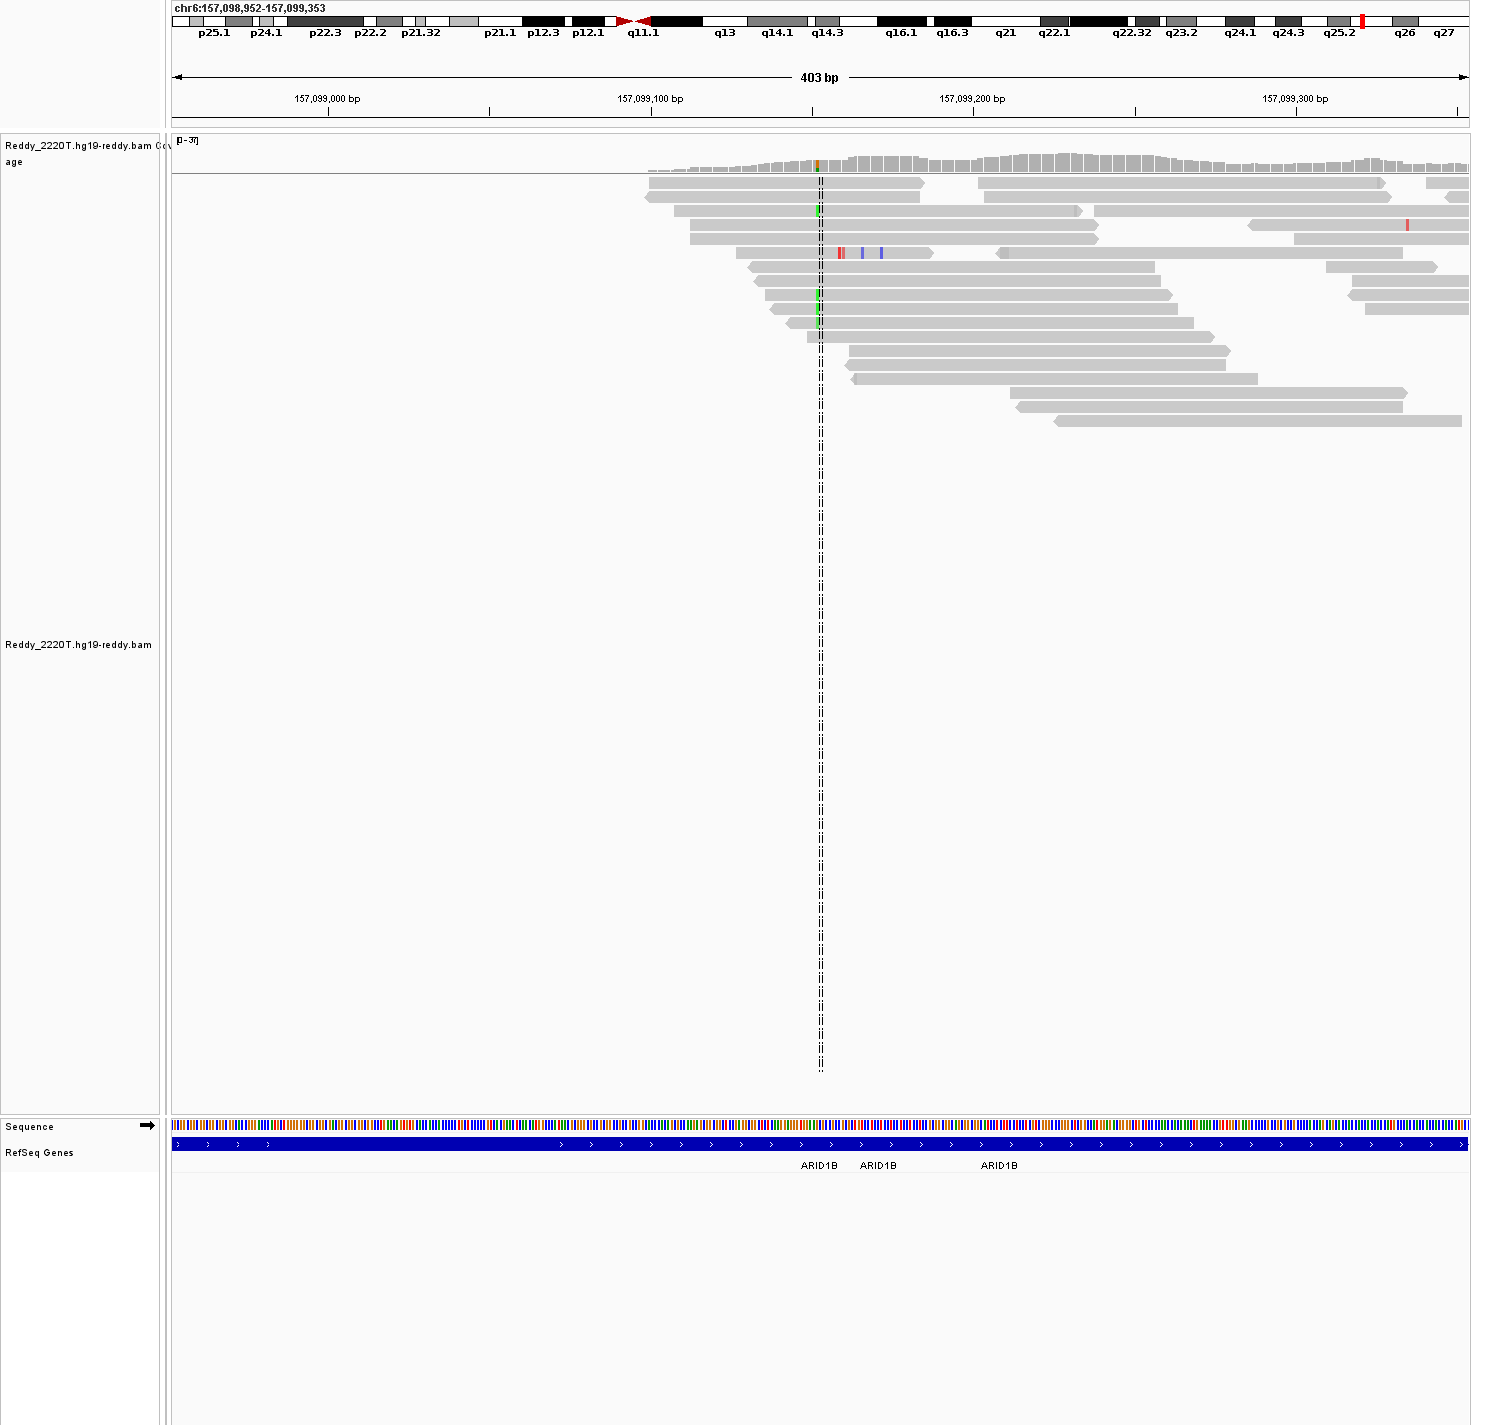 chr6:157,098,952-157,099,353
p25.1 p24.1 p22.3 p22.2 p21.32 p21.1 p12.3 p12.1 q11.1 q13 q14.1 q14.3 q16.1 q16.3 q21 q22.1 q22.32 q23.2 q24.1 q24.3 q25.2 q26 q27
403 bp
157,099,000 bp 157,099,100 bp 157,099,200 bp 157,099,300 bp
[0-37]
Reddy_2220T.hg19-reddy.bam Cov
age
Reddy_2220T.hg19-reddy.bam
Sequence
RefSeq Genes
ARID1B ARID1B ARID1B